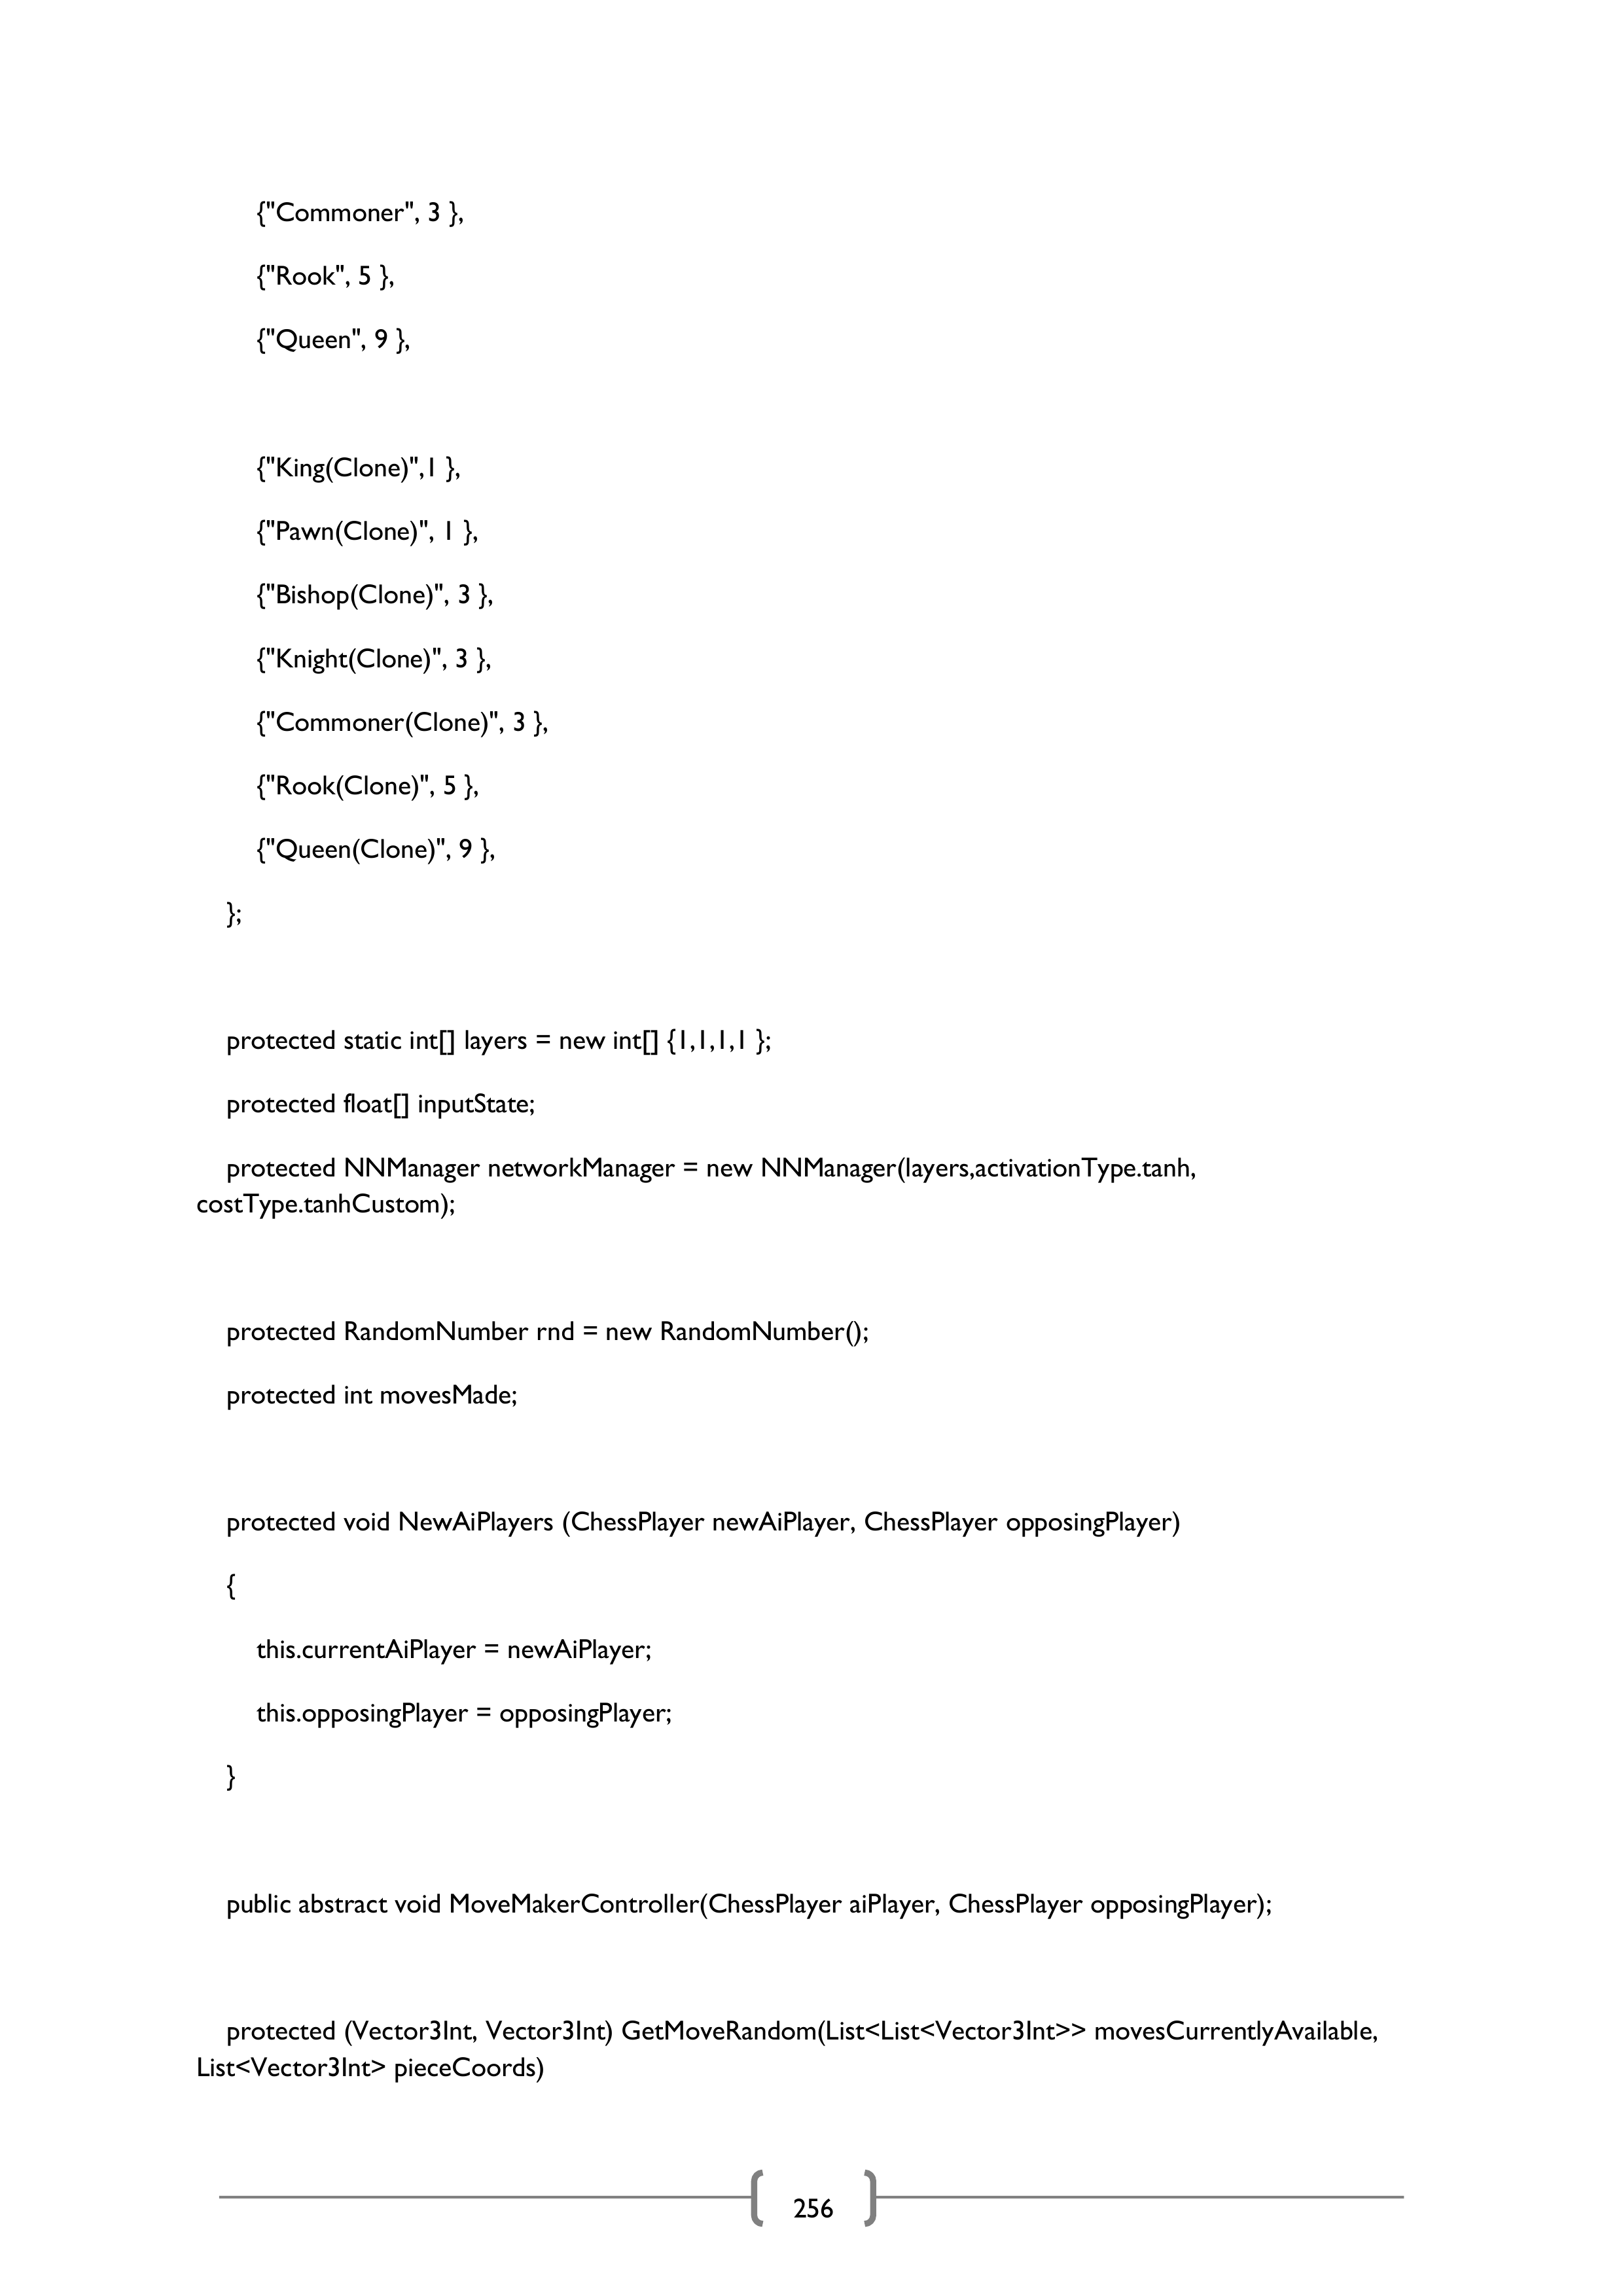 {"Commoner", 3 },
{"Rook", 5 },
{"Queen", 9 },
{"King(Clone)",1 },
{"Pawn(Clone)", 1 },
{"Bishop(Clone)", 3 },
{"Knight(Clone)", 3 },
{"Commoner(Clone)", 3 },
{"Rook(Clone)", 5 },
{"Queen(Clone)", 9 },
};
protected static int[] layers = new int[] {1,1,1,1 };
protected float[] inputState;
protected NNManager networkManager = new NNManager(layers,activationType.tanh,
costType.tanhCustom);
protected RandomNumber rnd = new RandomNumber();
protected int movesMade;
protected void NewAiPlayers (ChessPlayer newAiPlayer, ChessPlayer opposingPlayer)
{
this.currentAiPlayer = newAiPlayer;
this.opposingPlayer = opposingPlayer;
}
public abstract void MoveMakerController(ChessPlayer aiPlayer, ChessPlayer opposingPlayer);
protected (Vector3Int, Vector3Int) GetMoveRandom(List<List<Vector3Int>> movesCurrentlyAvailable,
List<Vector3Int> pieceCoords)
256